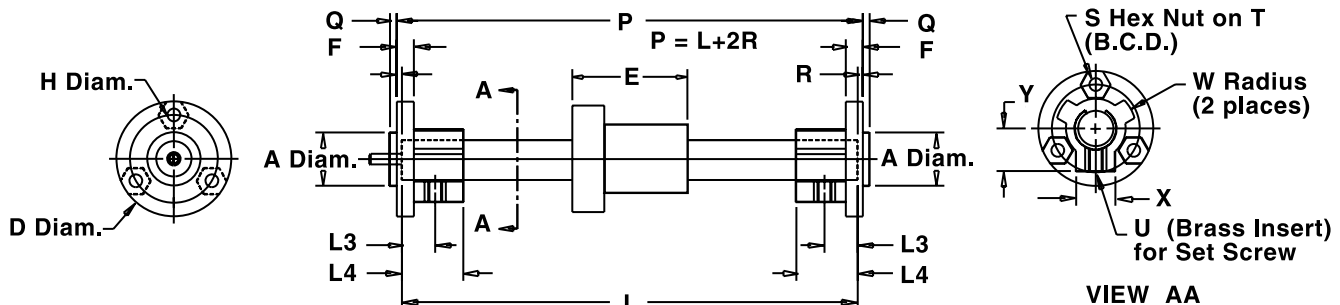 Q
P
Q
F
P = L+2R
F
E
R
A
H Diam.
A Diam.
A Diam.
D Diam.
A
L3
L3
L4
L4
L
S Hex Nut on T
(B.C.D.)
Y
W Radius
(2 places)
X
U (Brass Insert)
for Set Screw
VIEW AA